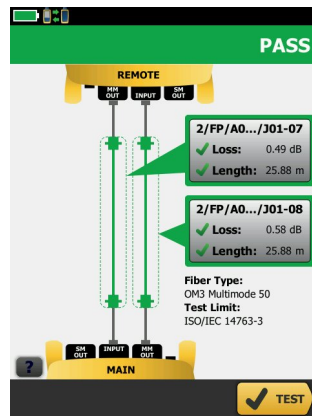 PASS
REMOTE
MM OUT INPUT SM OUT
2/FP/A0.../J01-07
Loss: 0.49 dB
Length: 25.88 m
2/FP/A0.../J01-08
Loss: 0.58 dB
Length: 25.88 m
Fiber Type:
OM3 Multimode 50
Test Limit:
ISO/IEC 14763-3
SM OUT INPUT MM OUT
?
MAIN
TEST